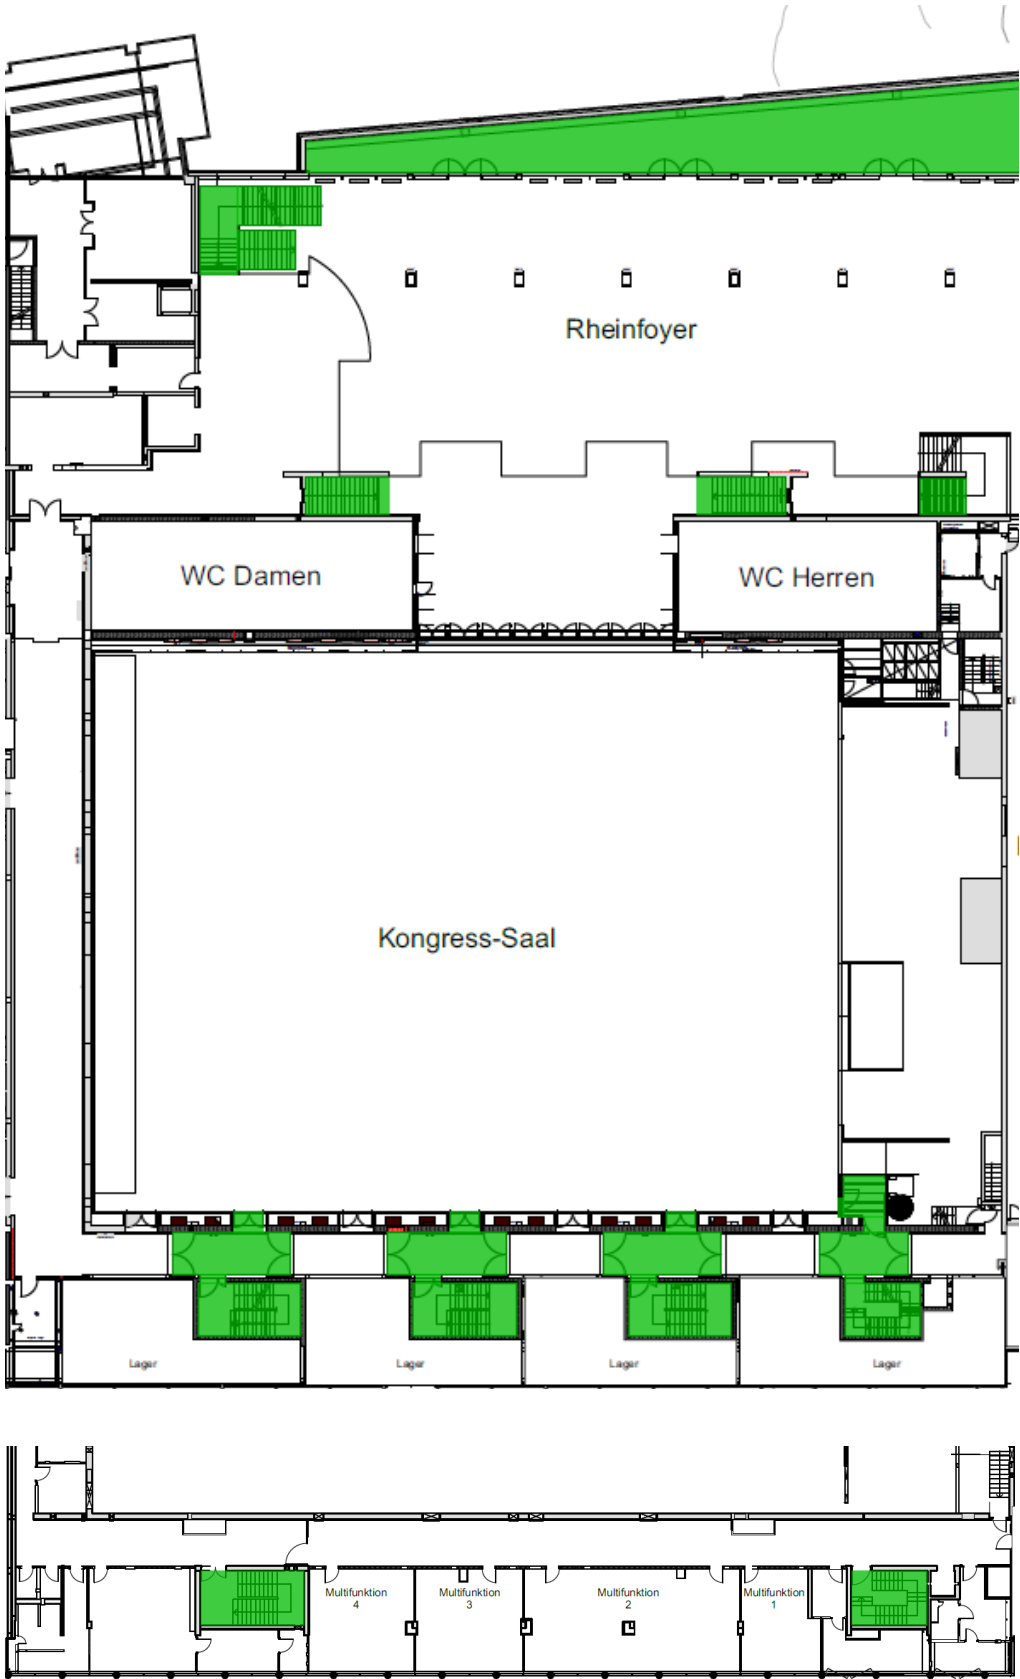 Rheinfoyer
WC Damen
WC Herren
Kongress-Saal
Lager
Lager
Lager
Lager
Multifunktion
4
Multifunktion
3
Multifunktion
2
Multifunktion
1